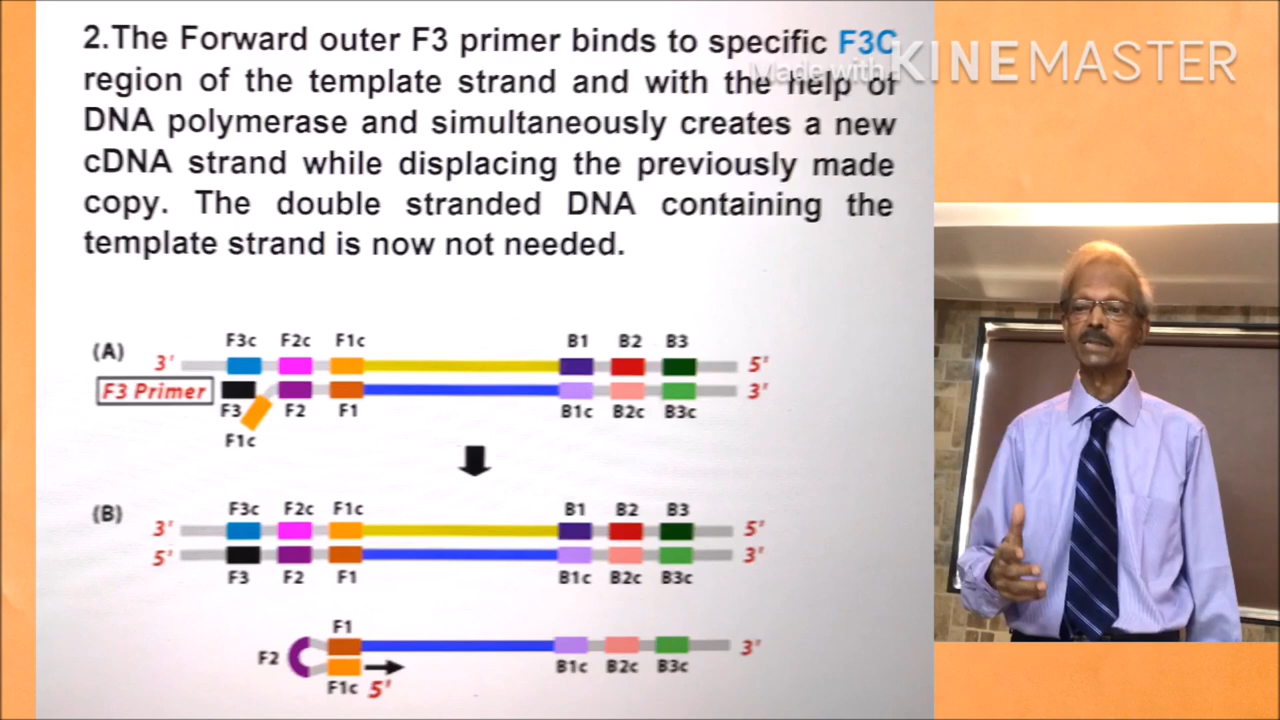 2.The Forward outer F3 primer binds to specific F3C
region of the template strand and with the help of
DNA polymerase and simultaneously creates a new
cDNA strand while displacing the previously made
copy. The double stranded DNA containing the
template strand is now not needed.
Made with KINEMASTER
F3c F2c F1c B1 B2 B3
(A) 3' 5'
F3 Primer 3'
F3 F2 F1 B1c B2c B3c
F1c
F3c F2c F1c B1 B2 B3
(B) 3' 5'
5' 3'
F3 F2 F1 B1c B2c B3c
F1
F2 3'
B1c B2c B3c
F1c 5'